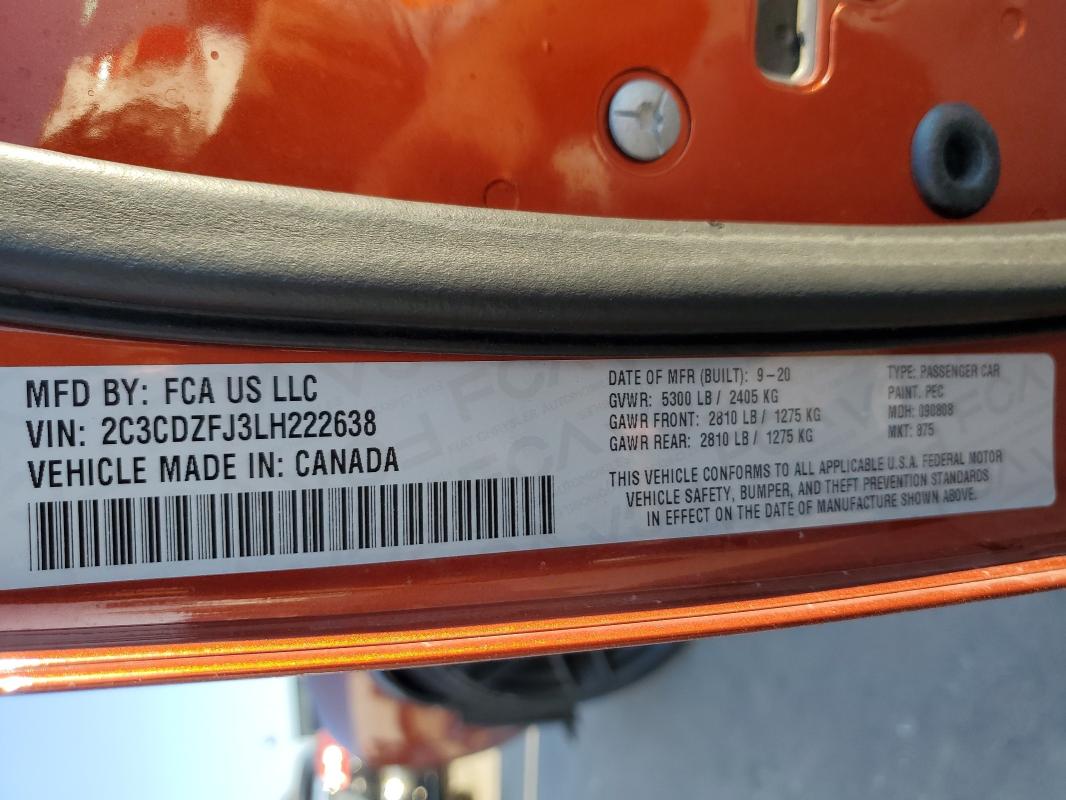 MFD BY: FCA US LLC
VIN: 2C3CDZFJ3LH222638
VEHICLE MADE IN: CANADA
DATE OF MFR (BUILT): 9-20
GVWR: 5300 LB / 2405 KG
GAWR FRONT: 2810 LB / 1275 KG
GAWR REAR: 2810 LB / 1275 KG
TYPE: PASSENGER CAR
PAINT: PEC
MDH: 090808
MKT: 975
THIS VEHICLE CONFORMS TO ALL APPLICABLE U.S.A. FEDERAL MOTOR
VEHICLE SAFETY, BUMPER, AND THEFT PREVENTION STANDARDS
IN EFFECT ON THE DATE OF MANUFACTURE SHOWN ABOVE.